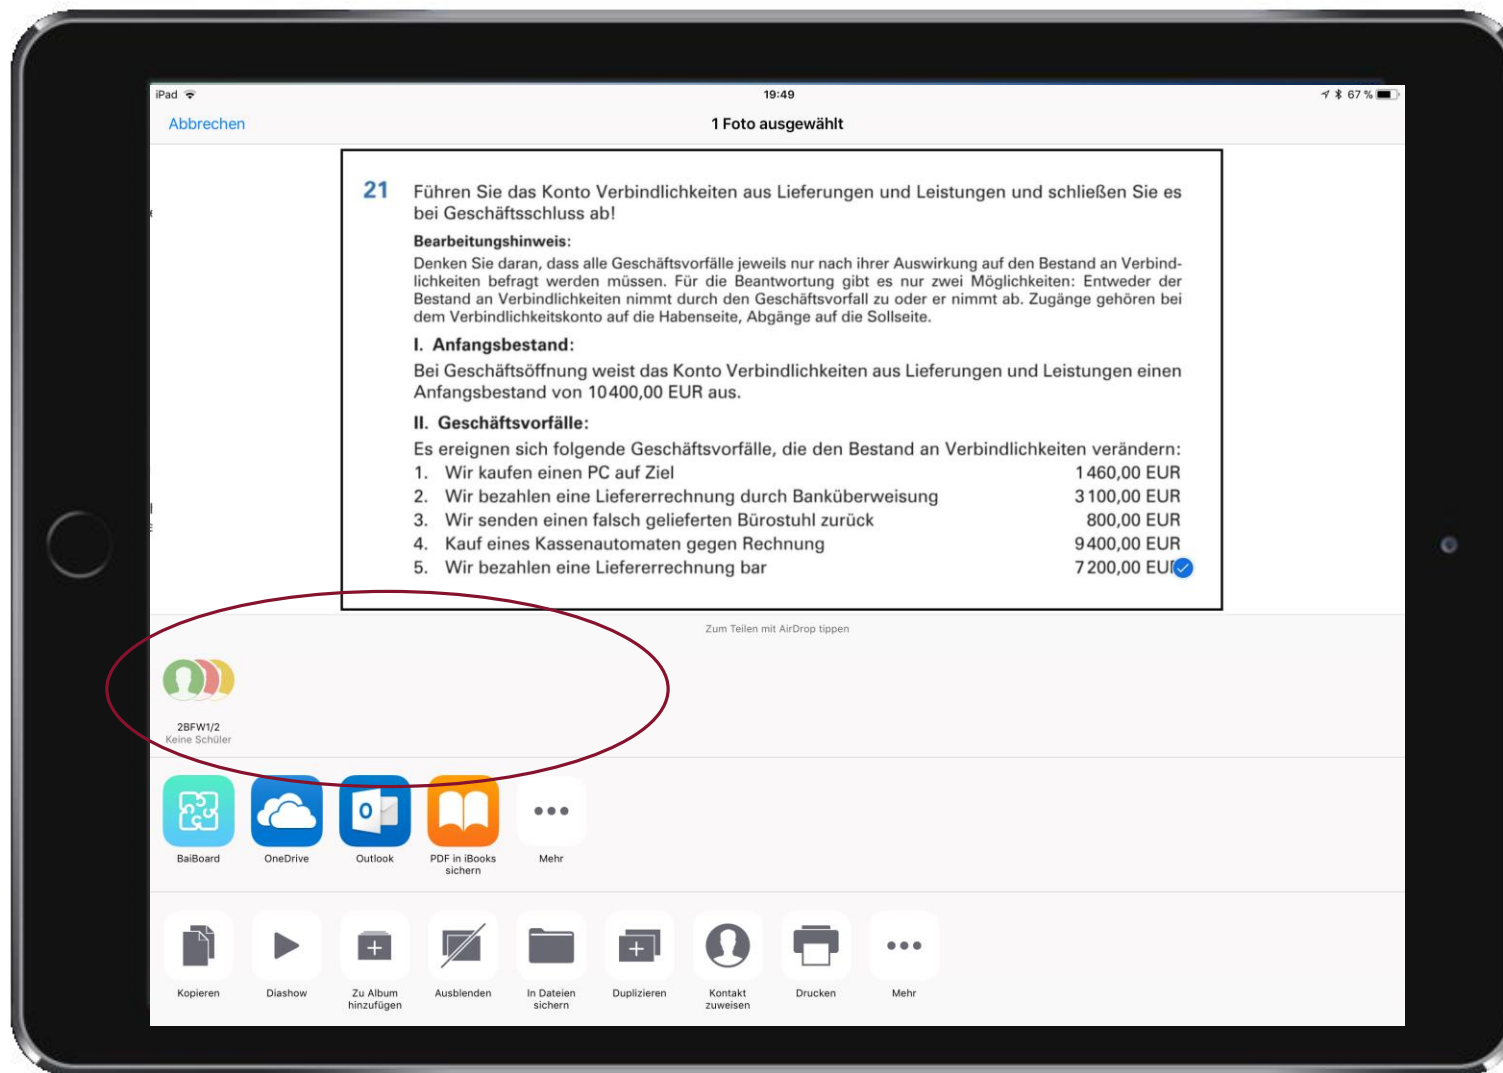 iPad 19:49 67 %
Abbrechen 1 Foto ausgewählt
21 Führen Sie das Konto Verbindlichkeiten aus Lieferungen und Leistungen und schließen Sie es
bei Geschäftsschluss ab!
Bearbeitungshinweis:
Denken Sie daran, dass alle Geschäftsvorfälle jeweils nur nach ihrer Auswirkung auf den Bestand an Verbind-
lichkeiten befragt werden müssen. Für die Beantwortung gibt es nur zwei Möglichkeiten: Entweder der
Bestand an Verbindlichkeiten nimmt durch den Geschäftsvorfall zu oder er nimmt ab. Zugänge gehören bei
dem Verbindlichkeitskonto auf die Habenseite, Abgänge auf die Sollseite.
I. Anfangsbestand:
Bei Geschäftsöffnung weist das Konto Verbindlichkeiten aus Lieferungen und Leistungen einen
Anfangsbestand von 10400,00 EUR aus.
II. Geschäftsvorfälle:
Es ereignen sich folgende Geschäftsvorfälle, die den Bestand an Verbindlichkeiten verändern:
1. Wir kaufen einen PC auf Ziel 1460,00 EUR
2. Wir bezahlen eine Liefererrechnung durch Banküberweisung 3100,00 EUR
3. Wir senden einen falsch gelieferten Bürostuhl zurück 800,00 EUR
4. Kauf eines Kassenautomaten gegen Rechnung 9400,00 EUR
5. Wir bezahlen eine Liefererrechnung bar 7200,00 EUR
Zum Teilen mit AirDrop tippen
2BFW1/2
Keine Schüler
BaiBoard OneDrive Outlook PDF in iBooks Mehr
sichern
Kopieren Diashow Zu Album Ausblenden In Dateien Duplizieren Kontakt Drucken Mehr
hinzufügen sichern zuweisen